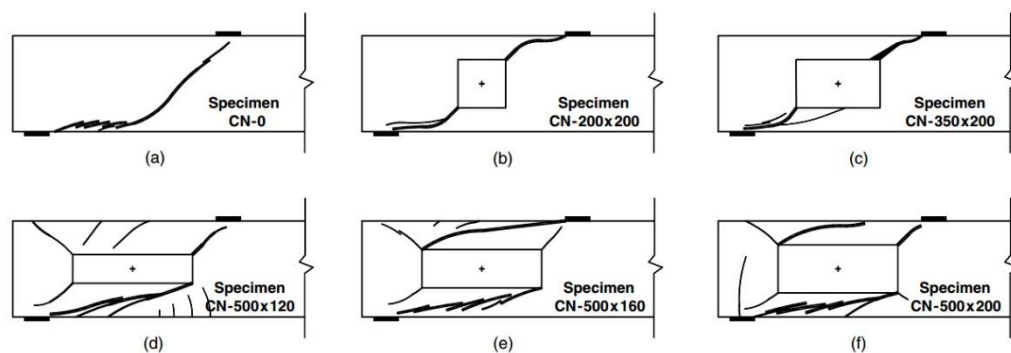 Specimen
CN-0
(a)
Specimen
CN-200x200
(b)
Specimen
CN-350x200
(c)
Specimen
CN-500x120
(d)
Specimen
CN-500x160
(e)
Specimen
CN-500x200
(f)